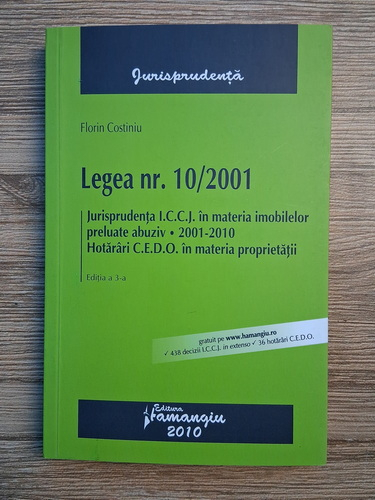 Jurisprudență
Florin Costiniu
Legea nr. 10/2001
Jurisprudența I.C.C.J. în materia imobilelor
preluate abuziv • 2001-2010
Hotărâri C.E.D.O. în materia proprietății
Ediția a 3-a
gratuit pe www.hamangiu.ro
✓ 438 decizii I.C.C.J. in extenso ✓ 36 hotărâri C.E.D.O.
Editura
Hamangiu
2010